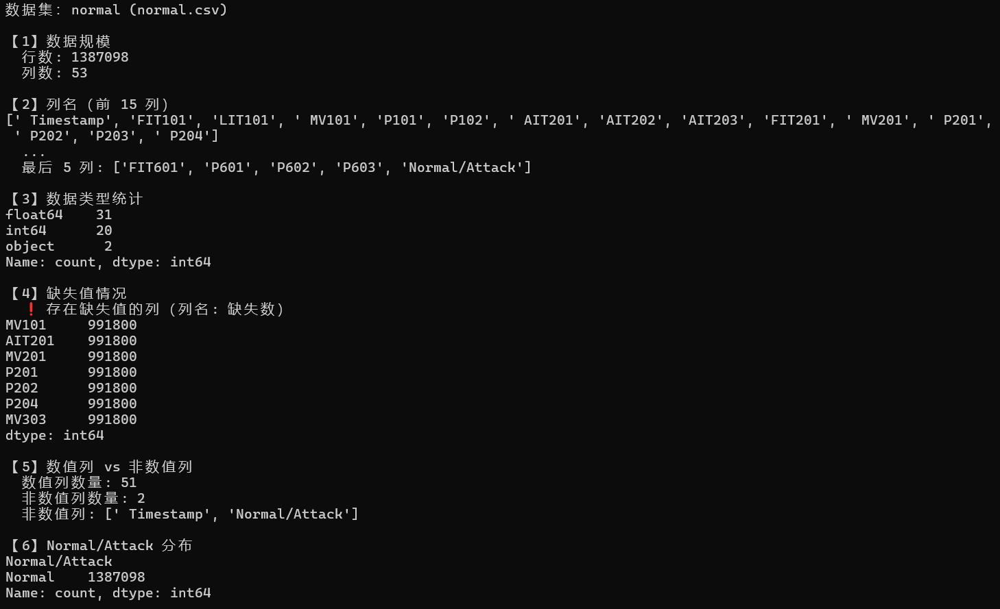 数据集: normal (normal.csv)
【1】数据规模
行数: 1387098
列数: 53
【2】列名 (前 15 列)
[' Timestamp', 'FIT101', 'LIT101', ' MV101', 'P101', 'P102', ' AIT201', 'AIT202', 'AIT203', 'FIT201', ' MV201', ' P201',
' P202', 'P203', ' P204']
...
最后 5 列: ['FIT601', 'P601', 'P602', 'P603', 'Normal/Attack']
【3】数据类型统计
float64    31
int64      20
object      2
Name: count, dtype: int64
【4】缺失值情况
❗ 存在缺失值的列 (列名: 缺失数)
MV101     991800
AIT201    991800
MV201     991800
P201      991800
P202      991800
P204      991800
MV303     991800
dtype: int64
【5】数值列 vs 非数值列
数值列数量: 51
非数值列数量: 2
非数值列: [' Timestamp', 'Normal/Attack']
【6】Normal/Attack 分布
Normal/Attack
Normal    1387098
Name: count, dtype: int64